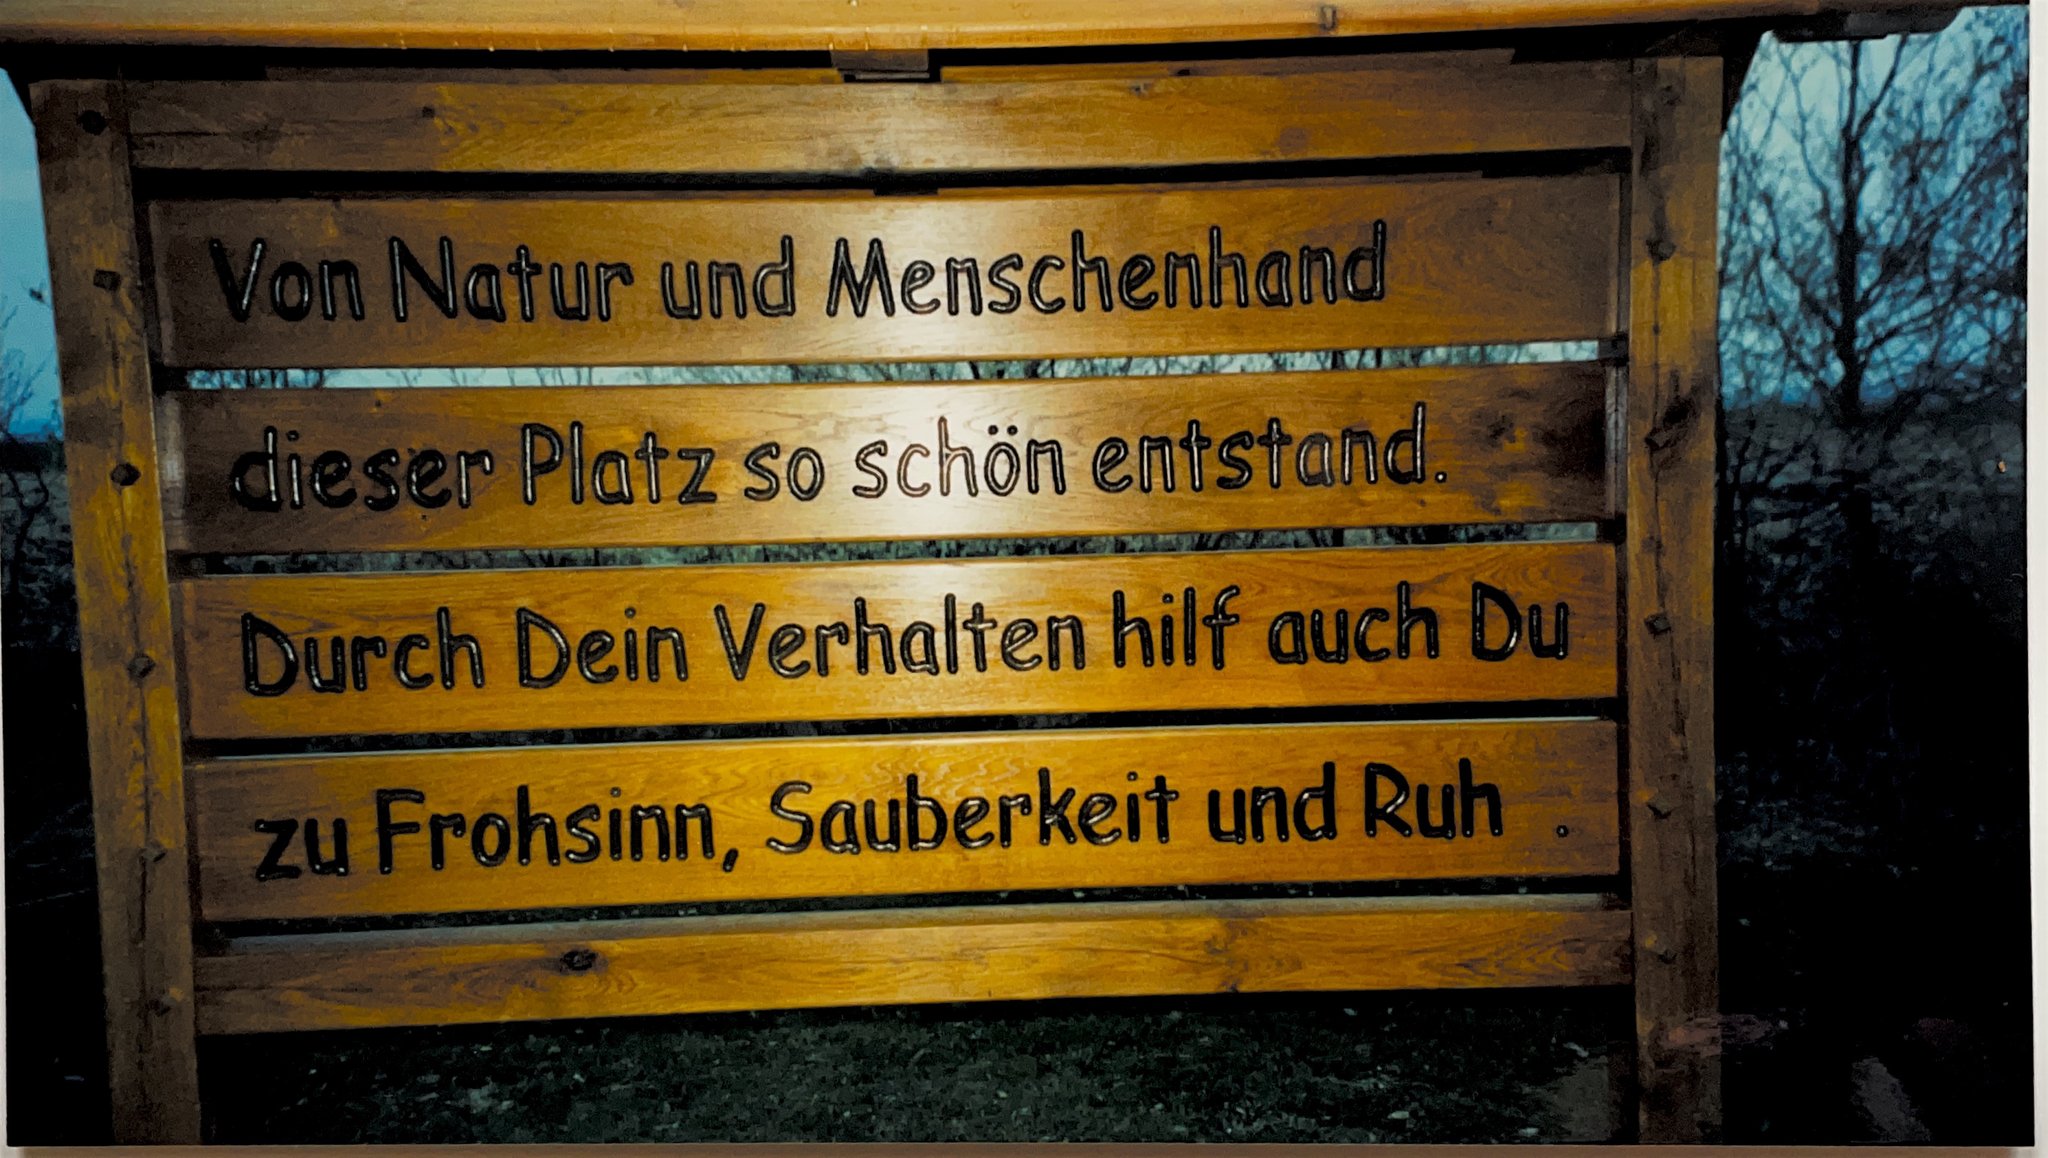 Von Natur und Menschenhand
dieser Platz so schön entstand.
Durch Dein Verhalten hilf auch Du
zu Frohsinn, Sauberkeit und Ruh .